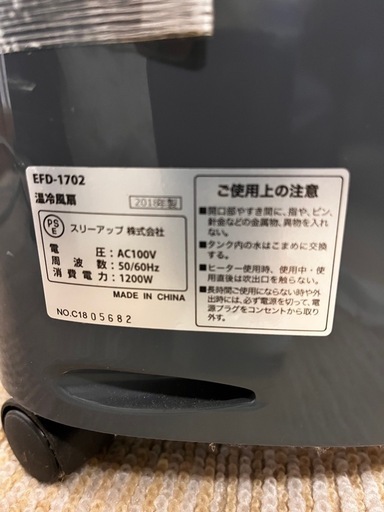 EFD-1702
温冷風扇 2018年製
PSE スリーアップ 株式会社
電圧:AC100V
周波数:50/60Hz
消費電力:1200W
MADE IN CHINA
NO.C18 05682
ご使用上の注意
■開口部やすき間に、指や、ピン、
針金などの金属物、異物を入れ
ない。
■タンク内の水はこまめに交換
する。
■ヒーター使用時、使用中・使
用直後は吹出口を触らない。
■長時間ご使用にならない時や外
出時には、必ず電源を切って、電
源プラグをコンセントから取り
外す。